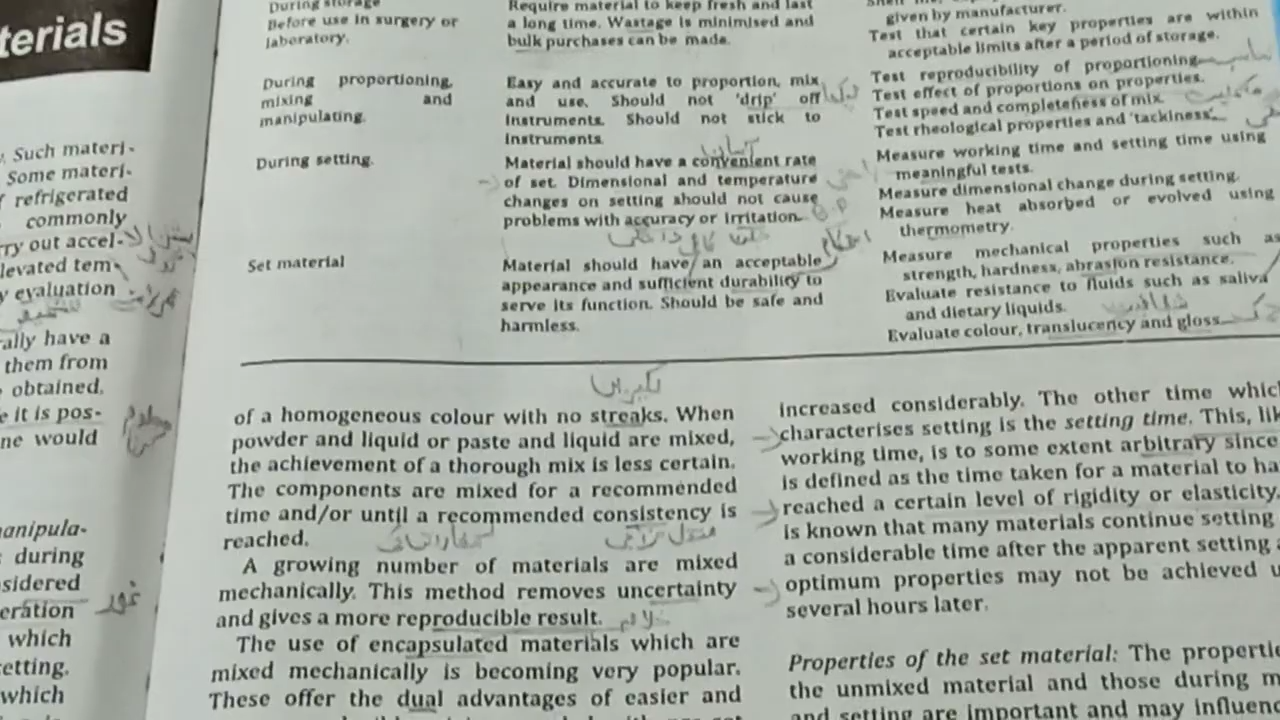 terials
. Such materi-
Some materi-
refrigerated
commonly
rry out accel-
levated tem-
y evaluation
ally have a
them from
obtained.
e it is pos-
ne would
manipula-
during
sidered
eration
which
setting.
which
During storage
Before use in surgery or
laboratory.
Require material to keep fresh and last
a long time. Wastage is minimised and
bulk purchases can be made.
given by manufacturer.
Test that certain key properties are within
acceptable limits after a period of storage.
During proportioning,
mixing and
manipulating.
Easy and accurate to proportion, mix
and use. Should not 'drip' off
instruments. Should not stick to
instruments.
Test reproducibility of proportioning
Test effect of proportions on properties.
Test speed and completeness of mix.
Test rheological properties and 'tackiness'.
During setting.
Material should have a convenient rate
of set. Dimensional and temperature
changes on setting should not cause
problems with accuracy or irritation.
Measure working time and setting time using
meaningful tests.
Measure dimensional change during setting.
Measure heat absorbed or evolved using
thermometry.
Set material
Material should have an acceptable
appearance and sufficient durability to
serve its function. Should be safe and
harmless.
Measure mechanical properties such as
strength, hardness, abrasion resistance.
Evaluate resistance to fluids such as saliva
and dietary liquids.
Evaluate colour, translucency and gloss
لکیریں
of a homogeneous colour with no streaks. When
powder and liquid or paste and liquid are mixed,
the achievement of a thorough mix is less certain.
The components are mixed for a recommended
time and/or until a recommended consistency is
reached.
A growing number of materials are mixed
mechanically. This method removes uncertainty
and gives a more reproducible result.
The use of encapsulated materials which are
mixed mechanically is becoming very popular.
These offer the dual advantages of easier and
increased considerably. The other time which
characterises setting is the setting time. This, lik
working time, is to some extent arbitrary since
is defined as the time taken for a material to ha
reached a certain level of rigidity or elasticity.
is known that many materials continue setting
a considerable time after the apparent setting
optimum properties may not be achieved u
several hours later.
Properties of the set material: The propertie
the unmixed material and those during m
and setting are important and may influenc
غور